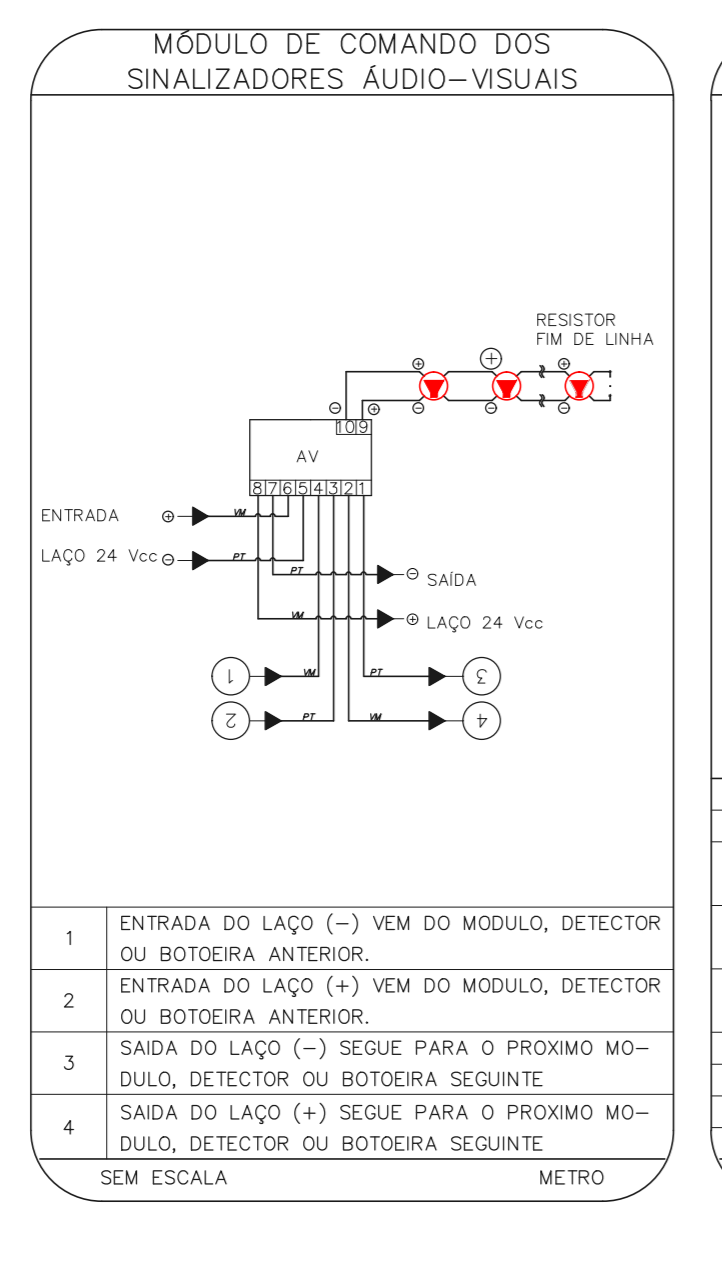 MÓDULO DE COMANDO DOS
SINALIZADORES ÁUDIO-VISUAIS
RESISTOR
FIM DE LINHA
+
+
+
-
+
-
-
-
10 9
AV
8 7 6 5 4 3 2 1
ENTRADA + VM
LAÇO 24 Vcc - PT
PT - SAÍDA
VM + LAÇO 24 Vcc
1 VM PT 3
2 PT VM 4
1 ENTRADA DO LAÇO (-) VEM DO MODULO, DETECTOR
OU BOTOEIRA ANTERIOR.
2 ENTRADA DO LAÇO (+) VEM DO MODULO, DETECTOR
OU BOTOEIRA ANTERIOR.
3 SAIDA DO LAÇO (-) SEGUE PARA O PROXIMO MO-
DULO, DETECTOR OU BOTOEIRA SEGUINTE
4 SAIDA DO LAÇO (+) SEGUE PARA O PROXIMO MO-
DULO, DETECTOR OU BOTOEIRA SEGUINTE
SEM ESCALA METRO